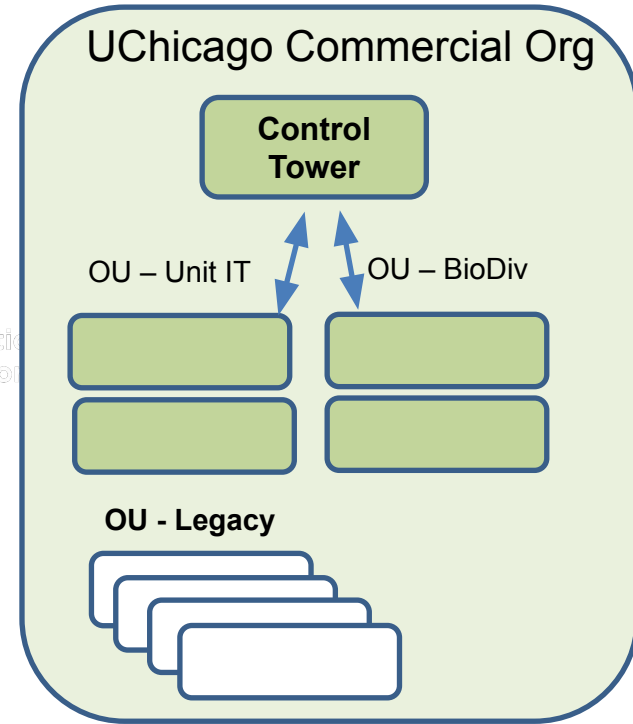 UChicago Commercial Org
Control
Tower
OU – Unit IT
OU – BioDiv
OU - Legacy